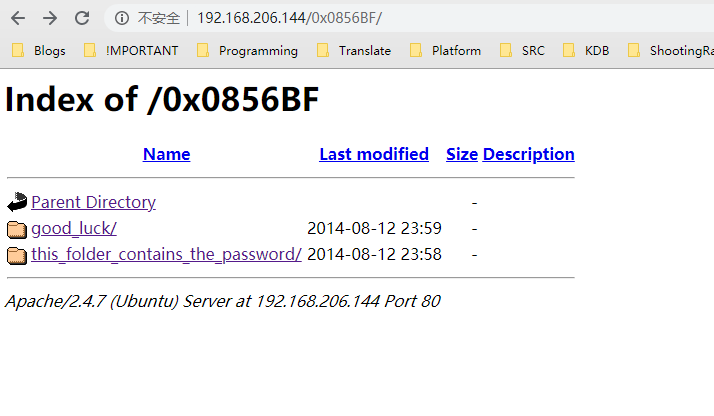 不安全 | 192.168.206.144/0x0856BF/
Blogs !MPORTANT Programming Translate Platform SRC KDB ShootingRa
Index of /0x0856BF
Name Last modified Size Description
Parent Directory -
good_luck/ 2014-08-12 23:59 -
this_folder_contains_the_password/ 2014-08-12 23:58 -
Apache/2.4.7 (Ubuntu) Server at 192.168.206.144 Port 80